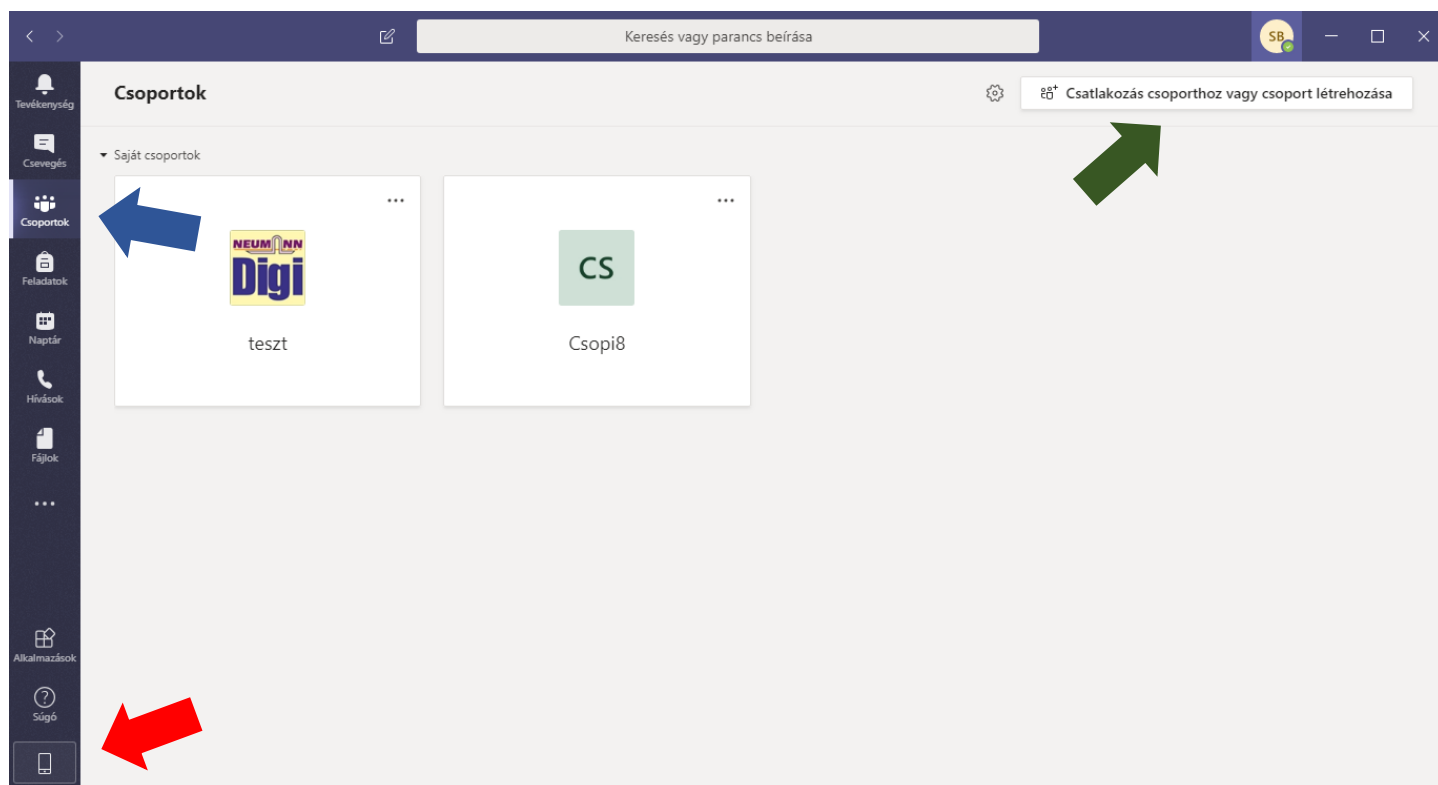 Keresés vagy parancs beírása
SB
Tevékenység
Csevegés
Csoportok
Feladatok
Naptár
Hívások
Fájlok
Alkalmazások
Súgó
Csoportok
Csatlakozás csoporthoz vagy csoport létrehozása
Saját csoportok
NEUMANN
Digi
teszt
CS
Csopi8